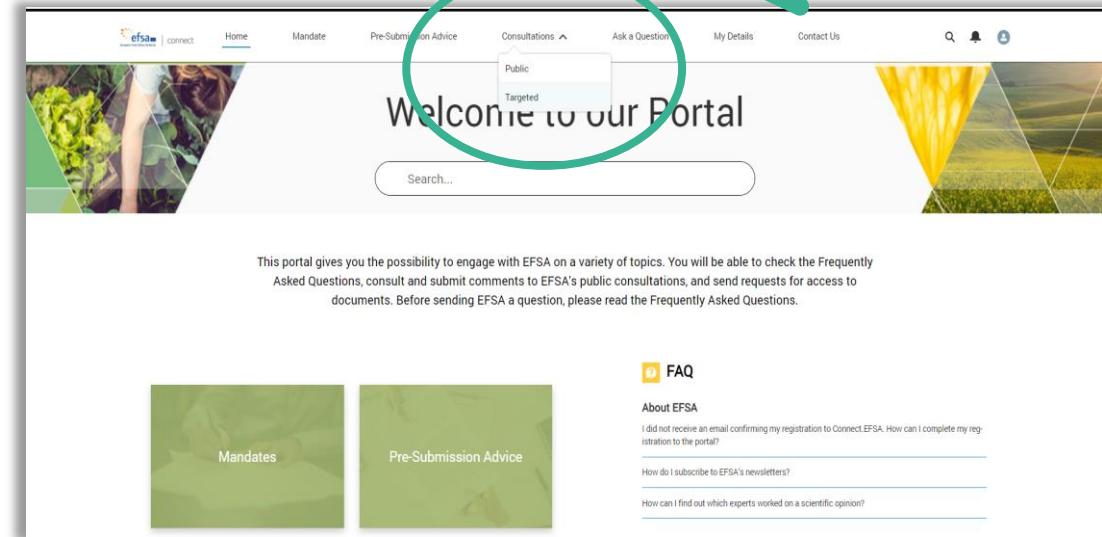 efsa connect
Home
Mandate
Pre-Submission Advice
Consultations
Ask a Question
My Details
Contact Us
Public
Targeted
Welcome to our Portal
Search...
This portal gives you the possibility to engage with EFSA on a variety of topics. You will be able to check the Frequently
Asked Questions, consult and submit comments to EFSA's public consultations, and send requests for access to
documents. Before sending EFSA a question, please read the Frequently Asked Questions.
Mandates
Pre-Submission Advice
FAQ
About EFSA
I did not receive an email confirming my registration to Connect.EFSA. How can I complete my reg-
istration to the portal?
How do I subscribe to EFSA's newsletters?
How can I find out which experts worked on a scientific opinion?